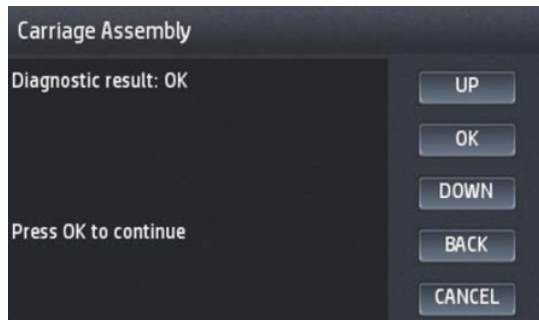 Carriage Assembly
Diagnostic result: OK
UP
OK
DOWN
Press OK to continue
BACK
CANCEL